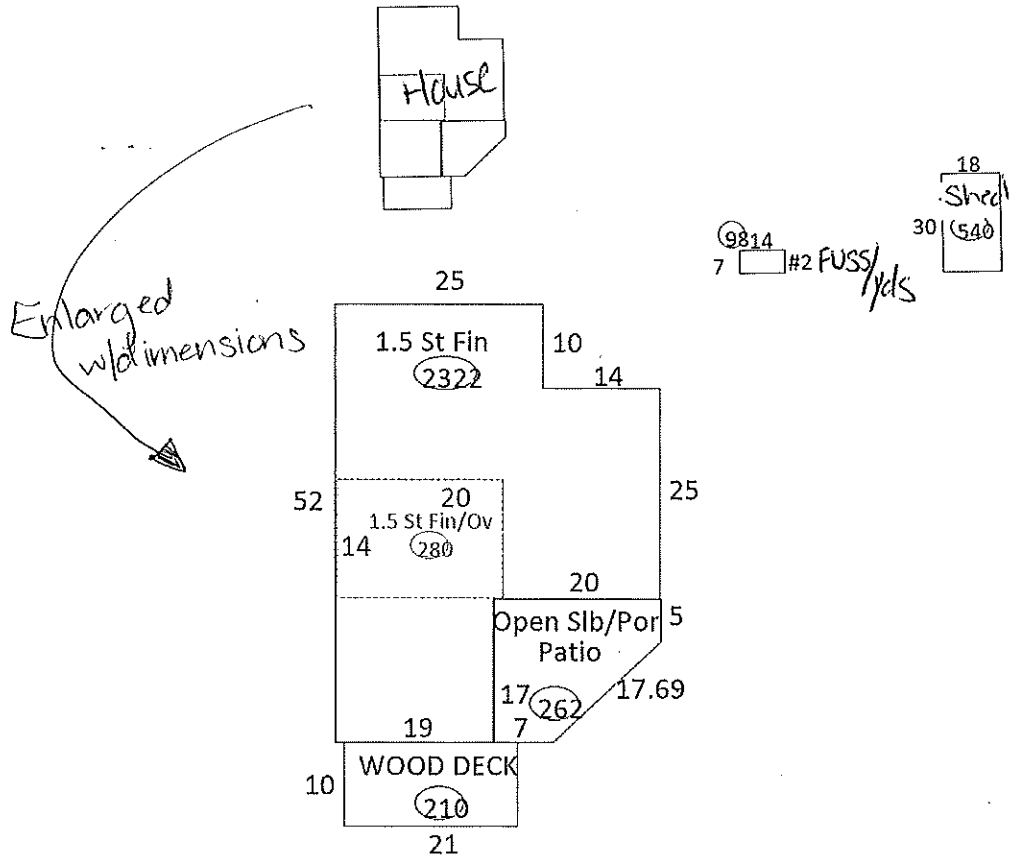 House
18
Shed
30
540
98 14
7
#2 FUSS/yds
Enlarged
w/dimensions
25
1.5 St Fin
2322
10
14
52
20
1.5 St Fin/Ov
14
280
25
20
Open Slb/Por
Patio
5
17
262
17.69
19
7
WOOD DECK
10
210
21